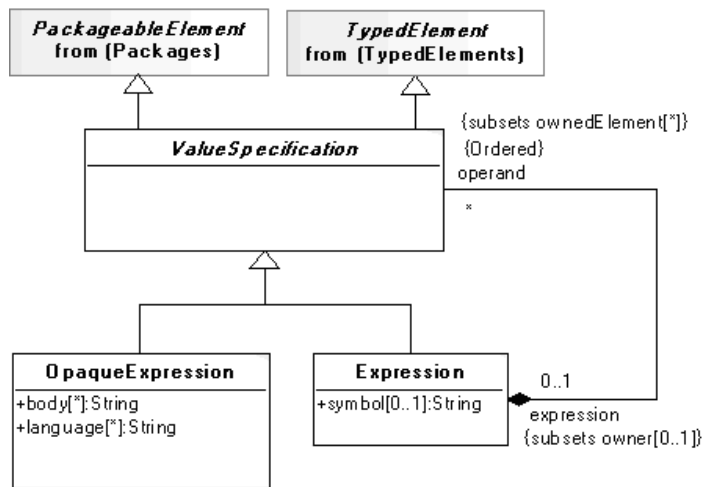 PackageableElement
from (Packages)
TypedElement
from (TypedElements)
{subsets ownedElement[*]}
{Ordered}
operand
*
ValueSpecification
OpaqueExpression
+body[*]:String
+language[*]:String
Expression
+symbol[0..1]:String
0..1
expression
{subsets owner[0..1]}